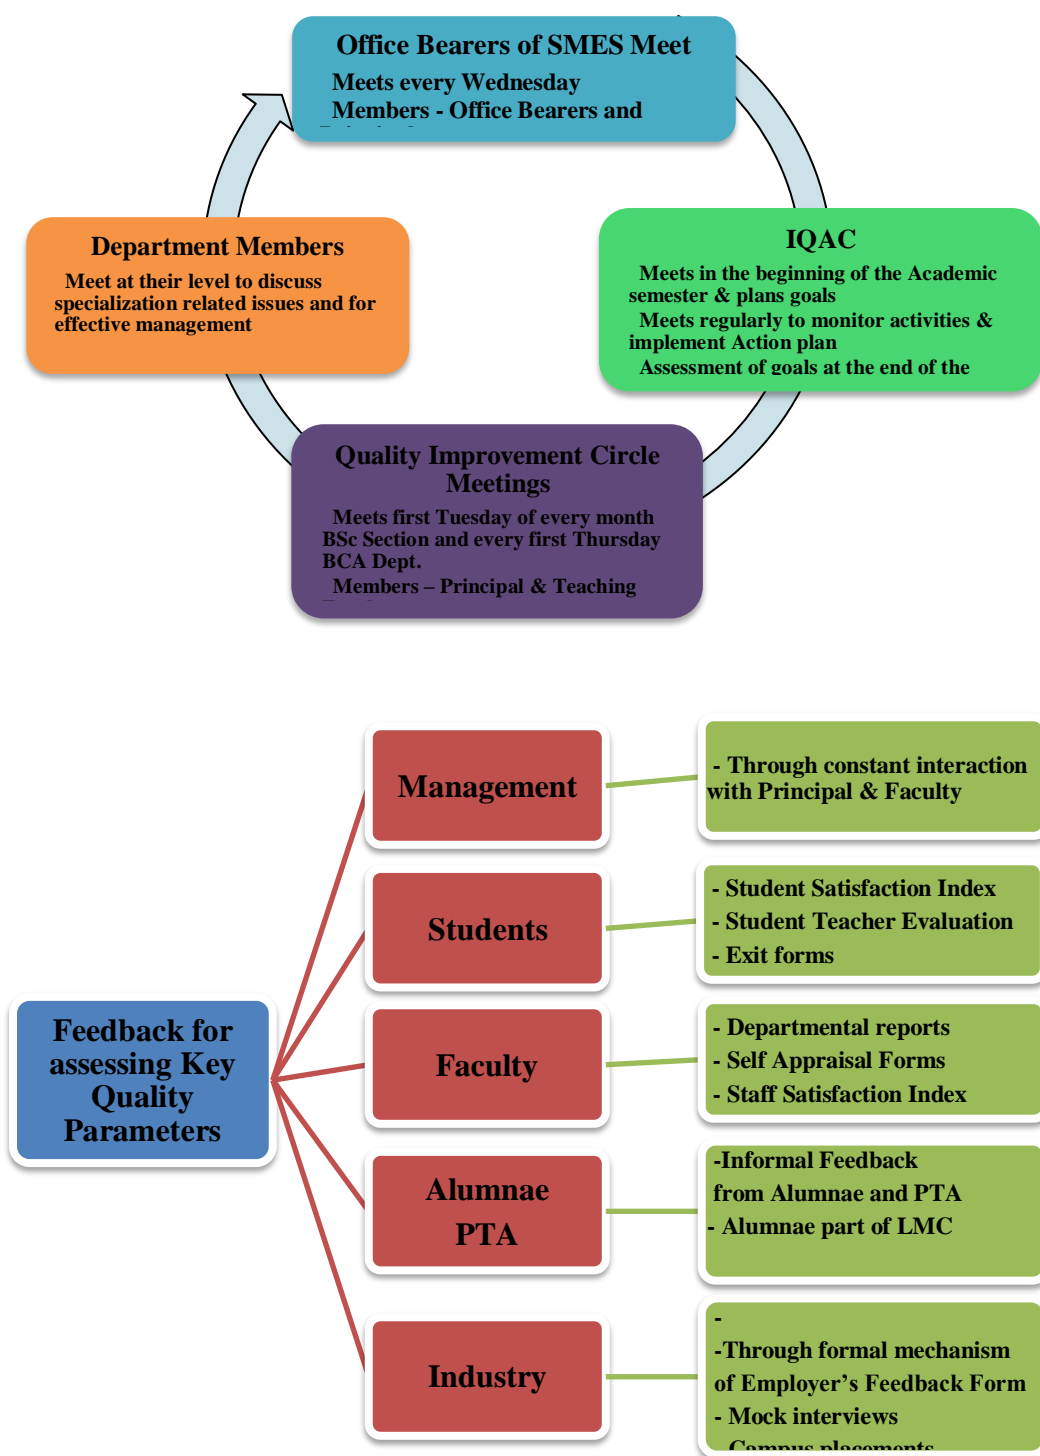 Office Bearers of SMES Meet
Meets every Wednesday
Members - Office Bearers and
Department Members
Meet at their level to discuss
specialization related issues and for
effective management
IQAC
Meets in the beginning of the Academic
semester & plans goals
Meets regularly to monitor activities &
implement Action plan
Assessment of goals at the end of the
Quality Improvement Circle
Meetings
Meets first Tuesday of every month
BSc Section and every first Thursday
BCA Dept.
Members – Principal & Teaching
Feedback for
assessing Key
Quality
Parameters
Management
- Through constant interaction
with Principal & Faculty
Students
- Student Satisfaction Index
- Student Teacher Evaluation
- Exit forms
Faculty
- Departmental reports
- Self Appraisal Forms
- Staff Satisfaction Index
Alumnae
PTA
-Informal Feedback
from Alumnae and PTA
- Alumnae part of LMC
Industry
-
-Through formal mechanism
of Employer’s Feedback Form
- Mock interviews
Campus placements